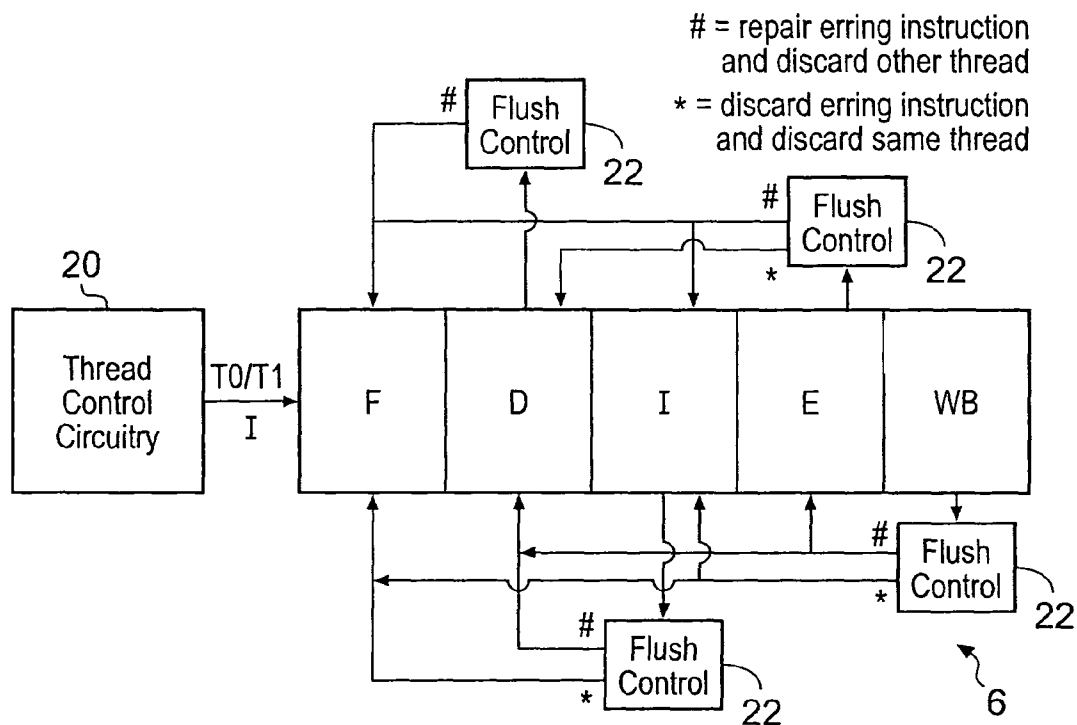 # = repair erring instruction
and discard other thread
* = discard erring instruction
and discard same thread
#
Flush
Control
22
#
Flush
Control
*
22
20
Thread
Control
Circuitry
T0/T1
I
F
D
I
E
WB
#
Flush
Control
*
22
#
Flush
Control
*
22
6